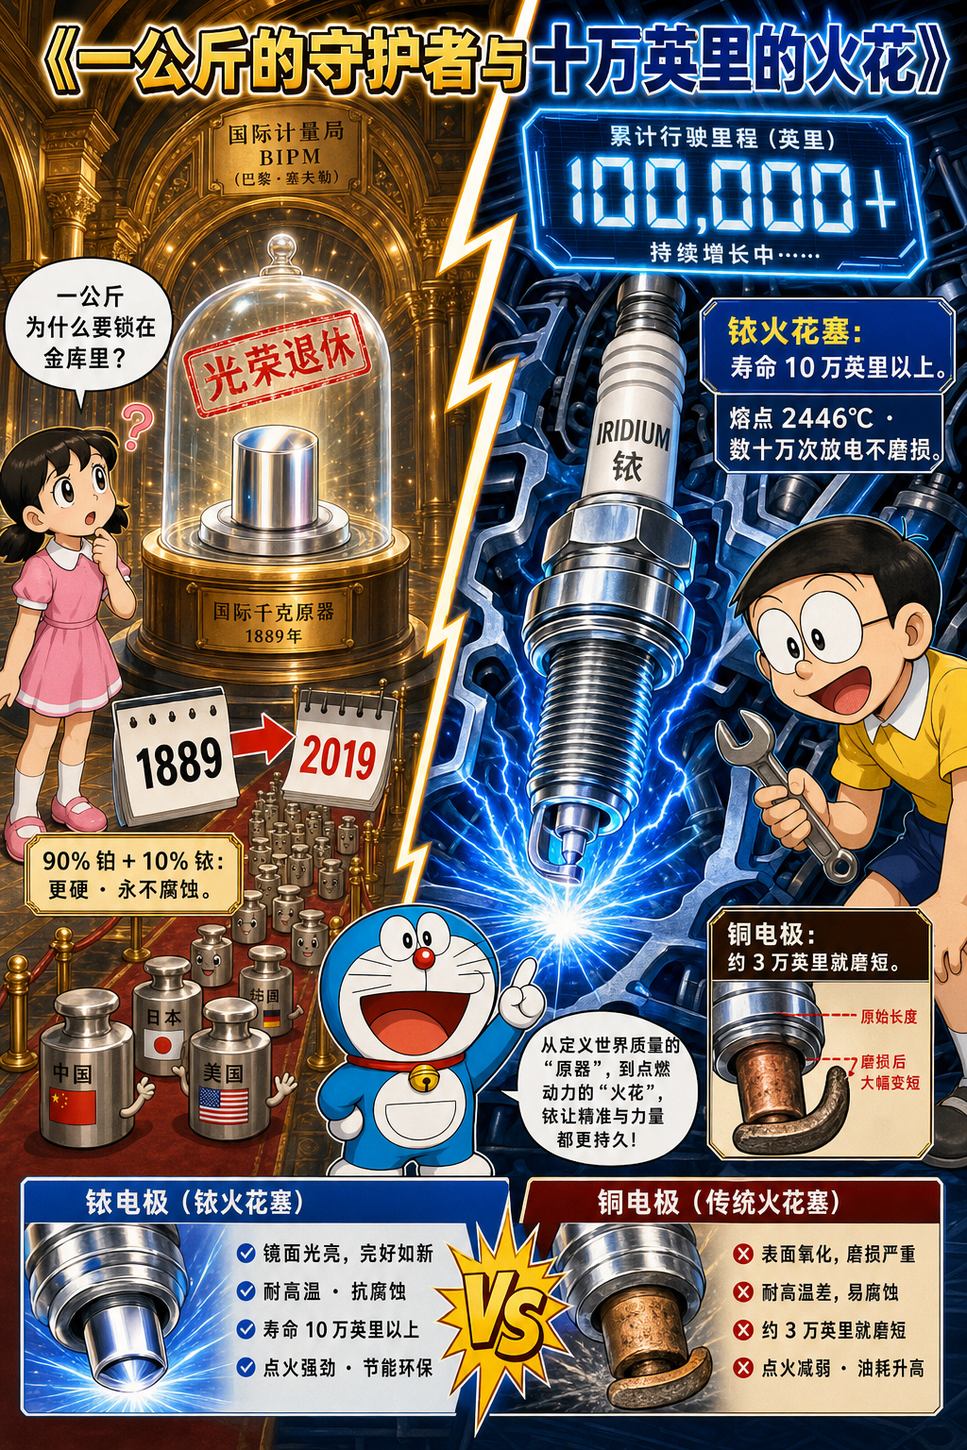 《一公斤的守护者与十万英里的火花》
国际计量局
BIPM
(巴黎·塞夫勒)
累计行驶里程（英里）
100,000+
持续增长中……
一公斤
为什么要锁在
金库里？
?
光荣退休
铱火花塞：
寿命 10 万英里以上。
熔点 2446℃ ·
数十万次放电不磨损。
IRIDIUM
铱
国际千克原器
1889年
1889
2019
90% 铂 + 10% 铱：
更硬 · 永不腐蚀。
中国
日本
美国
铜电极：
约 3 万英里就磨短。
原始长度
磨损后
大幅变短
从定义世界质量的
“原器”，到点燃
动力的“火花”，
铱让精准与力量
都更持久！
铱电极（铱火花塞）
镜面光亮，完好如新
耐高温 · 抗腐蚀
寿命 10 万英里以上
点火强劲 · 节能环保
VS
铜电极（传统火花塞）
表面氧化，磨损严重
耐高温差，易腐蚀
约 3 万英里就磨短
点火减弱 · 油耗升高